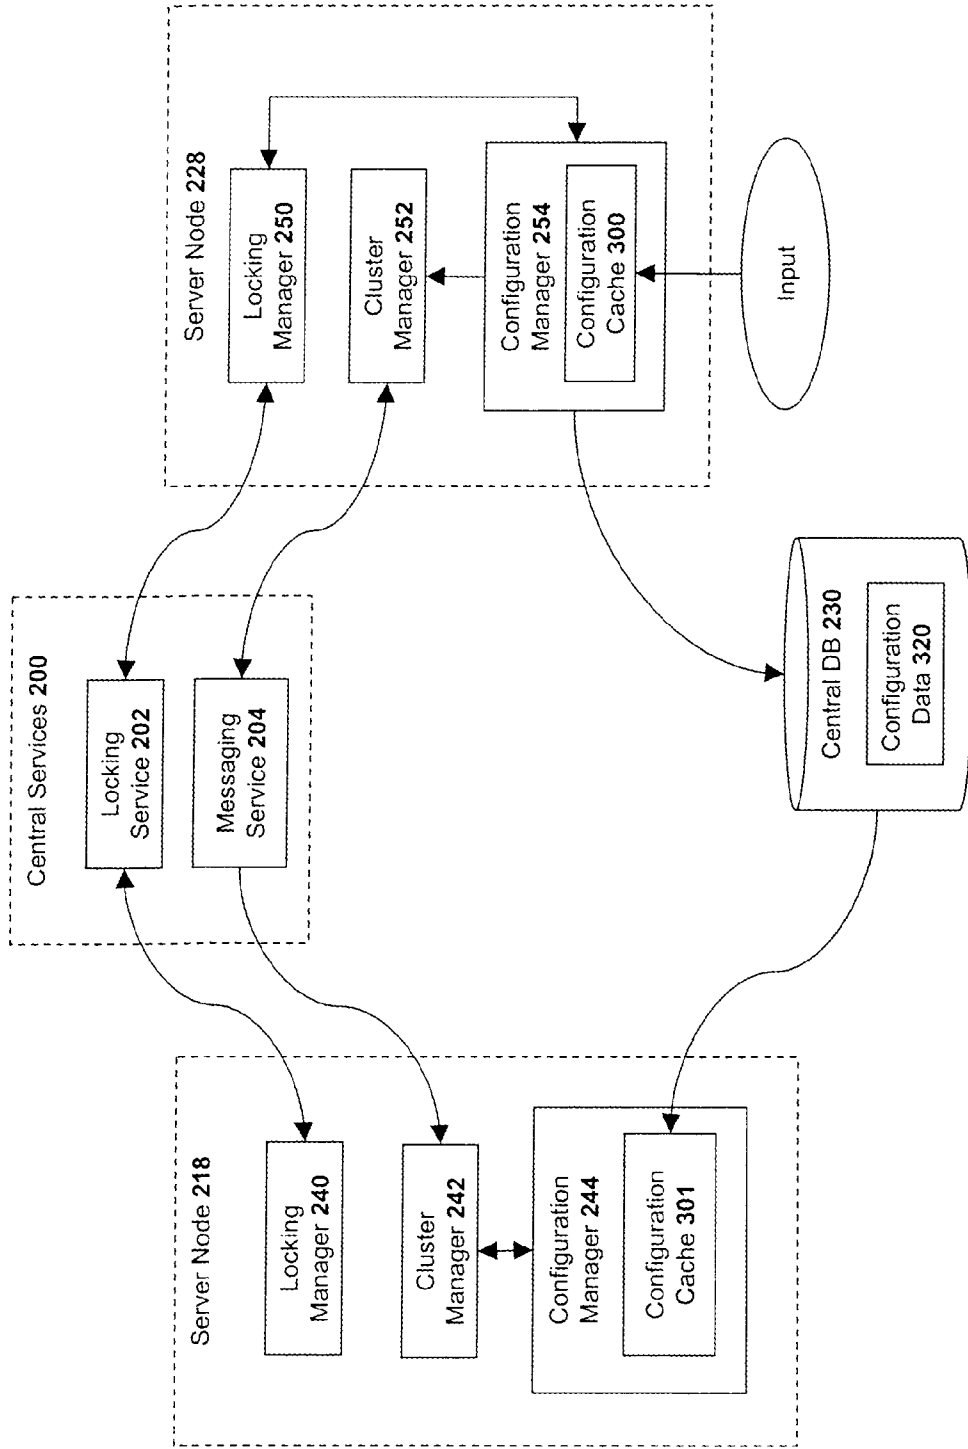 Server Node 218
Locking
Manager 240
Cluster
Manager 242
Configuration
Manager 244
Configuration
Cache 301
Central Services 200
Locking
Service 202
Messaging
Service 204
Central DB 230
Configuration
Data 320
Server Node 228
Locking
Manager 250
Cluster
Manager 252
Configuration
Manager 254
Configuration
Cache 300
Input